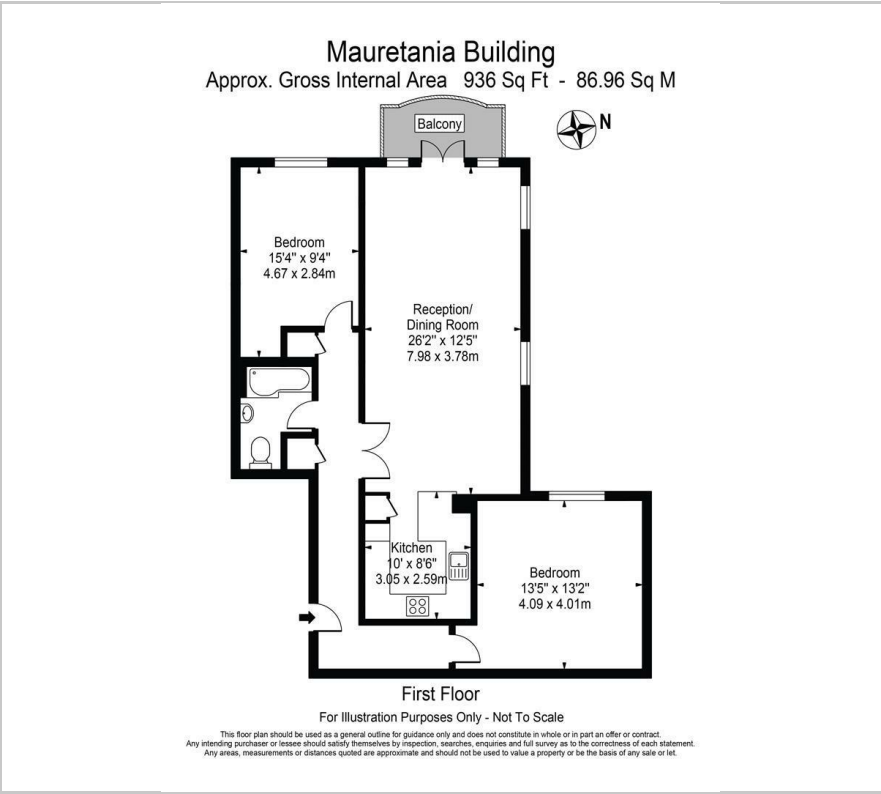 Mauretania Building
Approx. Gross Internal Area 936 Sq Ft - 86.96 Sq M
Balcony
N
Bedroom
15'4" x 9'4"
4.67 x 2.84m
Reception/
Dining Room
26'2" x 12'5"
7.98 x 3.78m
Kitchen
10' x 8'6"
3.05 x 2.59m
Bedroom
13'5" x 13'2"
4.09 x 4.01m
First Floor
For Illustration Purposes Only - Not To Scale
This floor plan should be used as a general outline for guidance only and does not constitute in whole or in part an offer or contract.
Any intending purchaser or lessee should satisfy themselves by inspection, searches, enquiries and full survey as to the correctness of each statement.
Any areas, measurements or distances quoted are approximate and should not be used to value a property or be the basis of any sale or let.